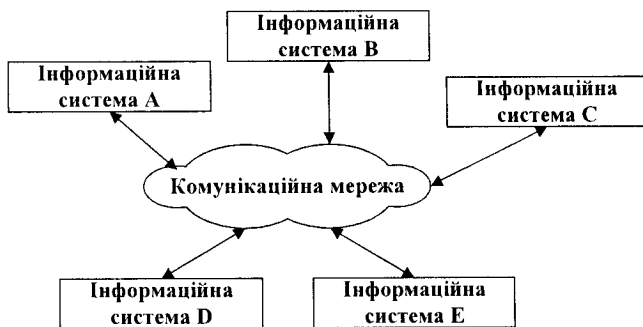 Інформаційна
система A
Інформаційна
система B
Інформаційна
система C
Комунікаційна мережа
Інформаційна
система D
Інформаційна
система E